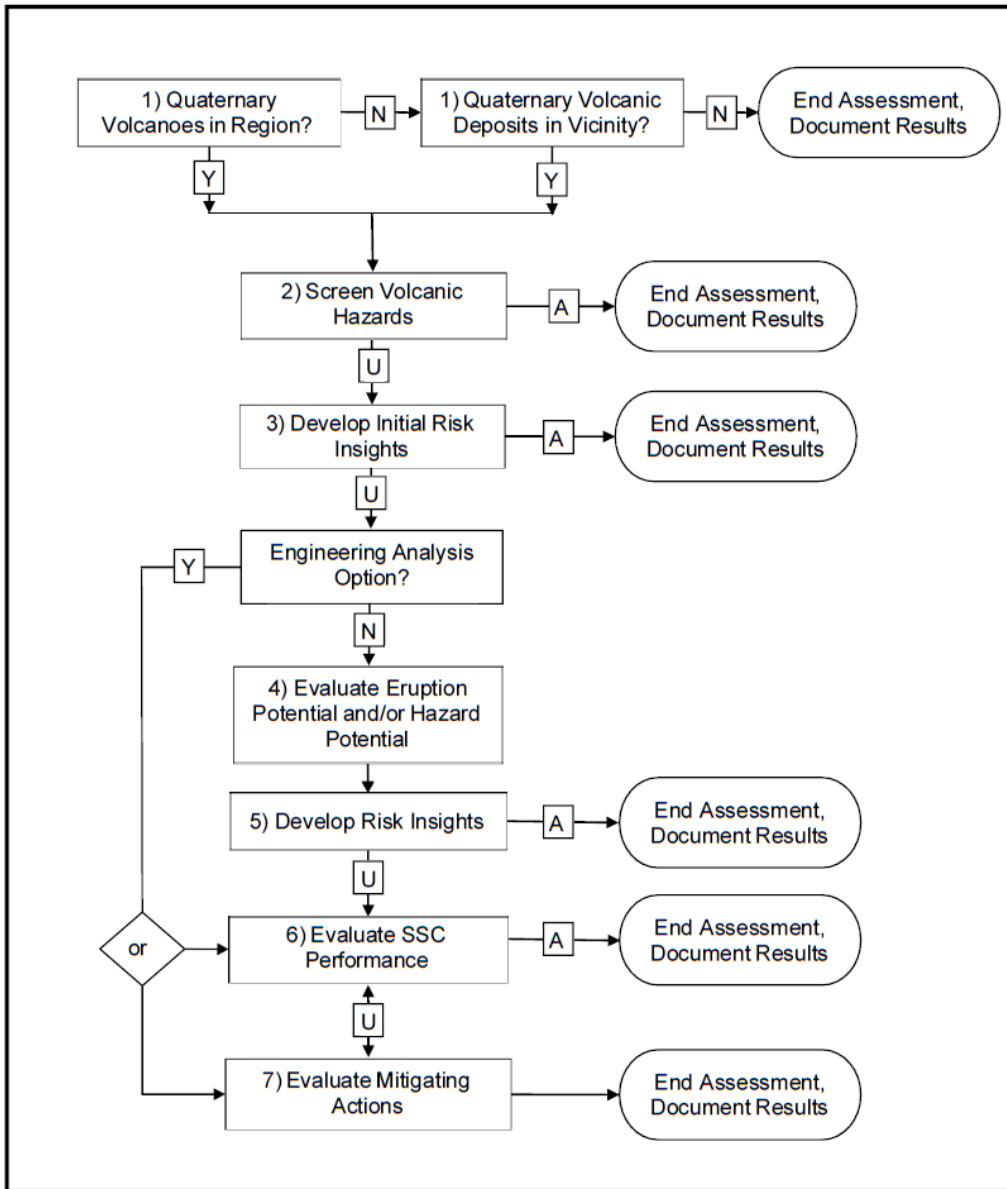 1) Quaternary
Volcanoes in Region?
N
1) Quaternary Volcanic
Deposits in Vicinity?
N
End Assessment,
Document Results
Y
Y
2) Screen Volcanic
Hazards
A
End Assessment,
Document Results
U
3) Develop Initial Risk
Insights
A
End Assessment,
Document Results
U
Engineering Analysis
Option?
Y
N
4) Evaluate Eruption
Potential and/or Hazard
Potential
5) Develop Risk Insights
A
End Assessment,
Document Results
U
or
6) Evaluate SSC
Performance
A
End Assessment,
Document Results
U
7) Evaluate Mitigating
Actions
End Assessment,
Document Results